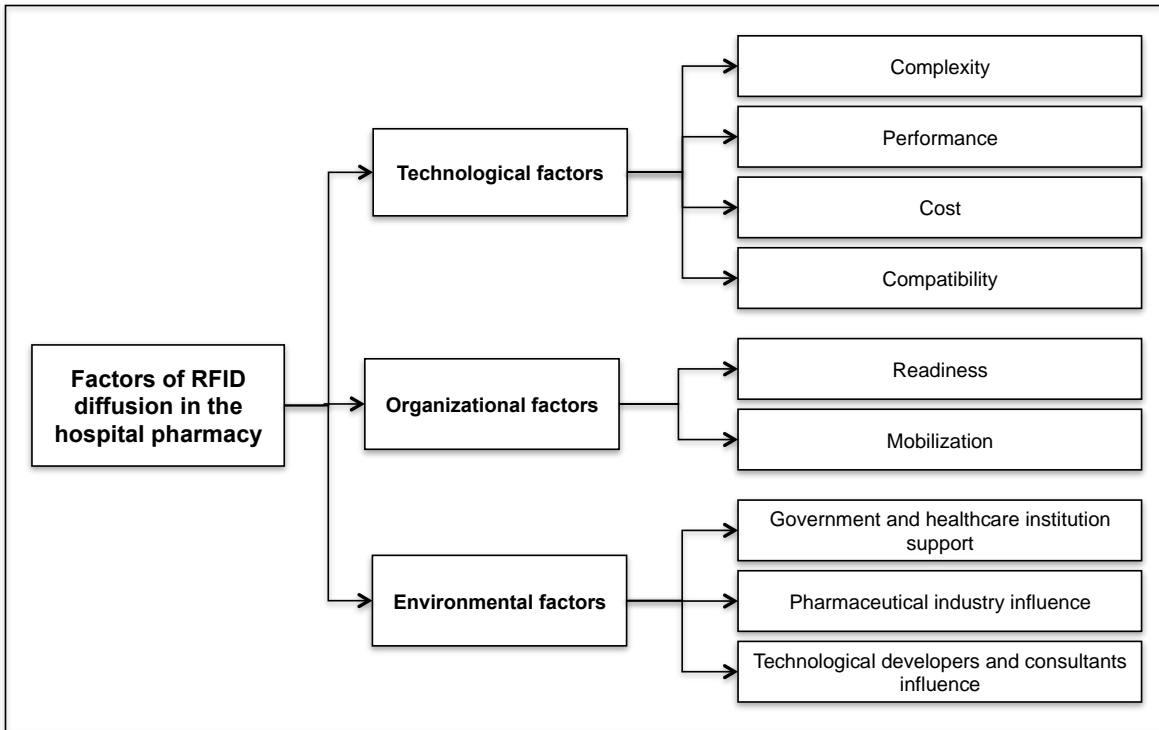 Complexity
Performance
Technological factors
Cost
Compatibility
Factors of RFID
diffusion in the
hospital pharmacy
Organizational factors
Readiness
Mobilization
Environmental factors
Government and healthcare institution
support
Pharmaceutical industry influence
Technological developers and consultants
influence